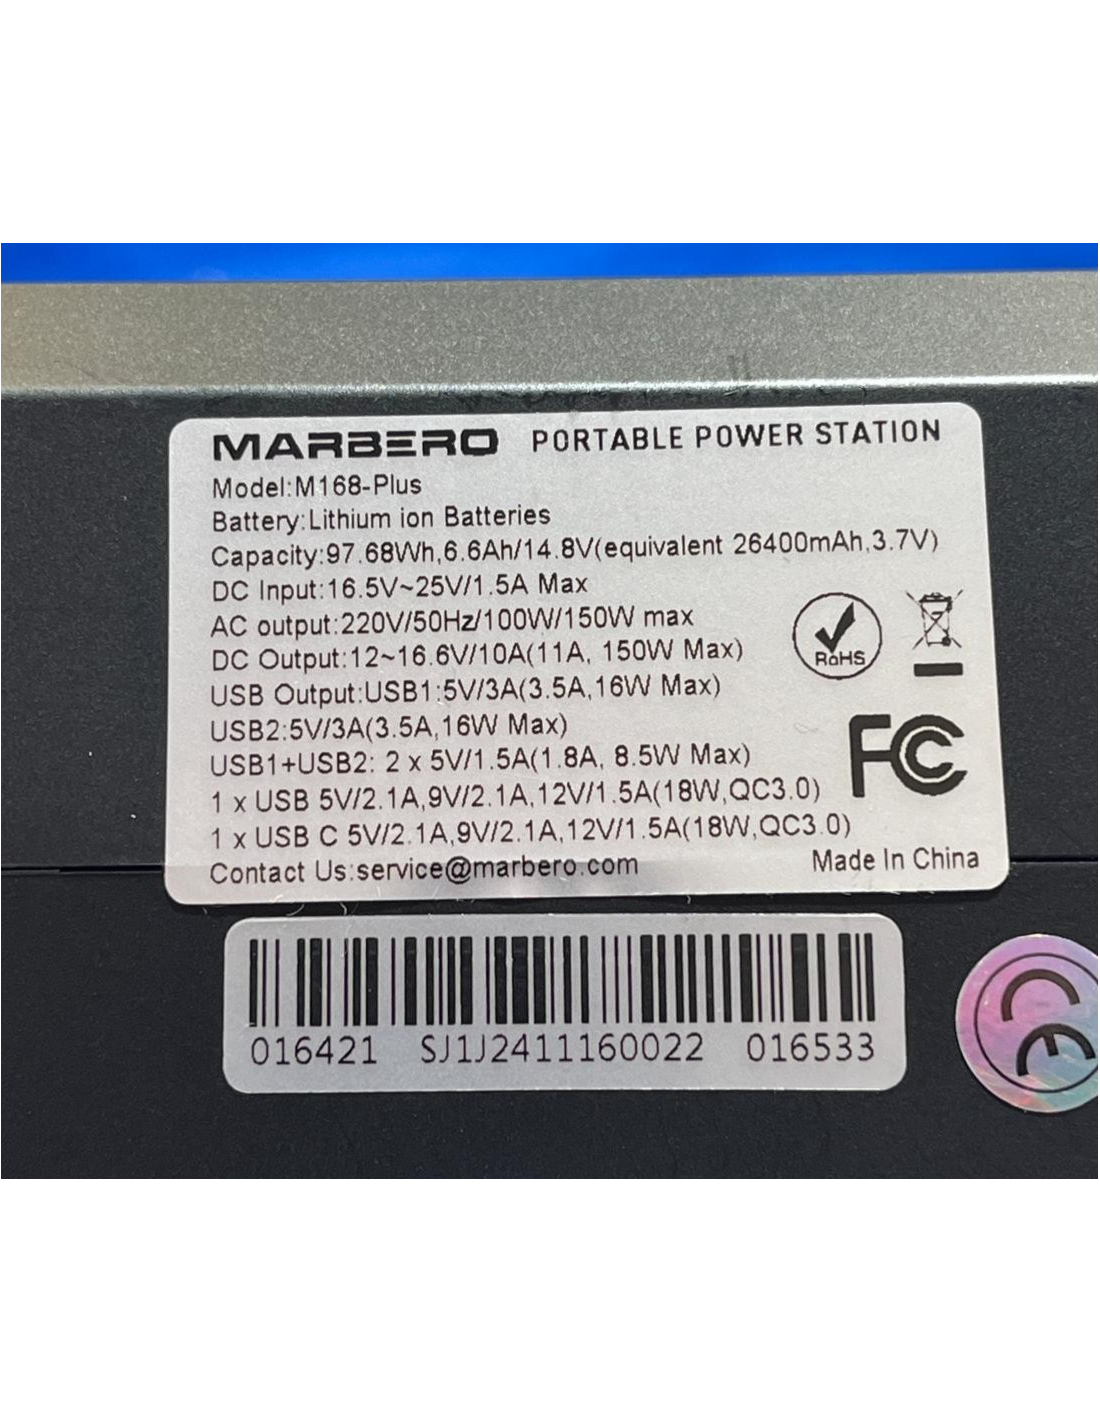 MARBERO PORTABLE POWER STATION
Model:M168-Plus
Battery:Lithium ion Batteries
Capacity:97.68Wh,6.6Ah/14.8V(equivalent 26400mAh,3.7V)
DC Input:16.5V~25V/1.5A Max
AC output:220V/50Hz/100W/150W max
DC Output:12~16.6V/10A(11A, 150W Max)
USB Output:USB1:5V/3A(3.5A,16W Max)
USB2:5V/3A(3.5A,16W Max)
USB1+USB2: 2 x 5V/1.5A(1.8A, 8.5W Max)
1 x USB 5V/2.1A,9V/2.1A,12V/1.5A(18W,QC3.0)
1 x USB C 5V/2.1A,9V/2.1A,12V/1.5A(18W,QC3.0)
Contact Us:service@marbero.com
Made In China
RoHS
FC
016421 SJ1J2411160022 016533
CE